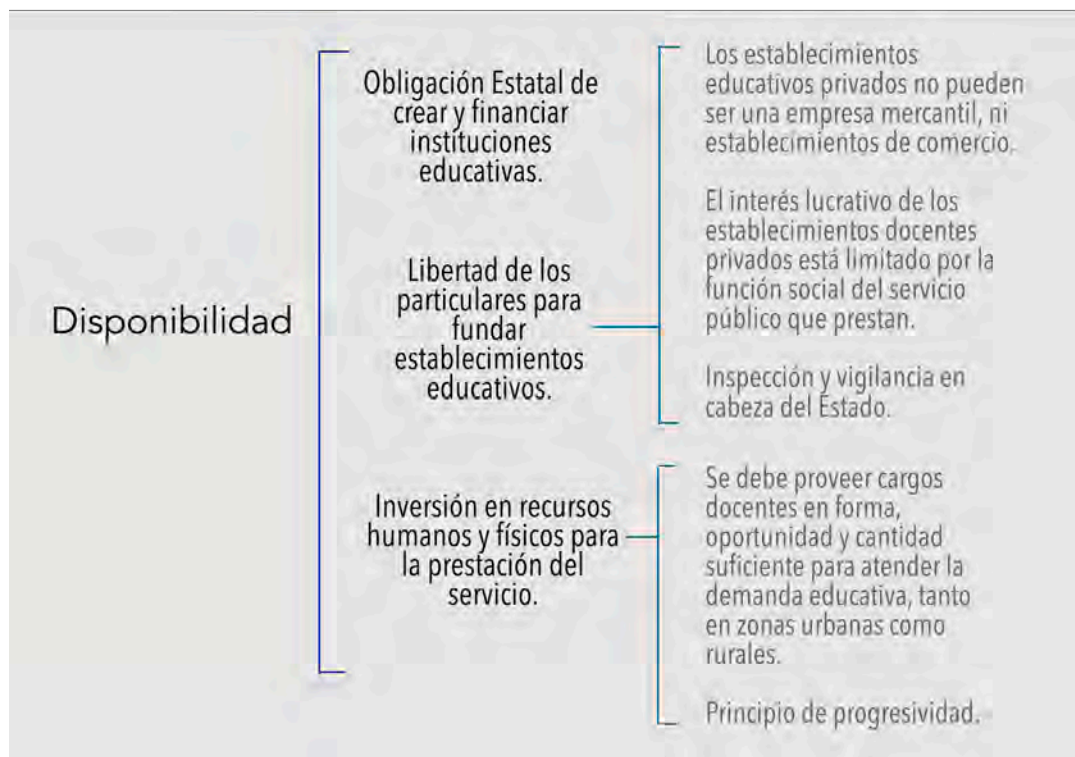 Disponibilidad
Obligación Estatal de
crear y financiar
instituciones
educativas.
Libertad de los
particulares para
fundar
establecimientos
educativos.
Los establecimientos
educativos privados no pueden
ser una empresa mercantil, ni
establecimientos de comercio.
El interés lucrativo de los
establecimientos docentes
privados está limitado por la
función social del servicio
público que prestan.
Inspección y vigilancia en
cabeza del Estado.
Inversión en recursos
humanos y físicos para
la prestación del
servicio.
Se debe proveer cargos
docentes en forma,
oportunidad y cantidad
suficiente para atender la
demanda educativa, tanto
en zonas urbanas como
rurales.
Principio de progresividad.